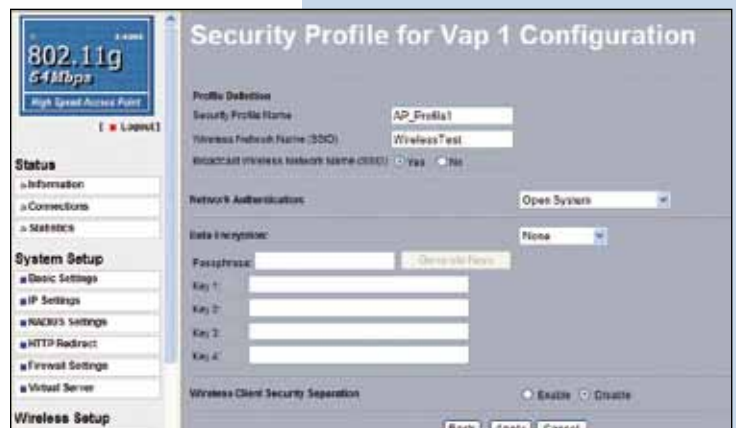 802.11g
54Mbps
High Speed Access Point
[ Logout]
Status
Information
Connections
Statistics
System Setup
Basic Settings
IP Settings
RADIUS Settings
HTTP Redirect
Firewall Settings
Virtual Server
Wireless Setup
Security Profile for Vap 1 Configuration
Profile Definition
Security Profile Name AP_Profile1
Wireless Network Name (SSID) WirelessTest
Broadcast Wireless Network Name (SSID) Yes No
Network Authentication: Open System
Data Encryption: None
Passphrase: Generate Keys
Key 1:
Key 2:
Key 3:
Key 4:
Wireless Client Security Separation Enable Disable
Back Apply Cancel